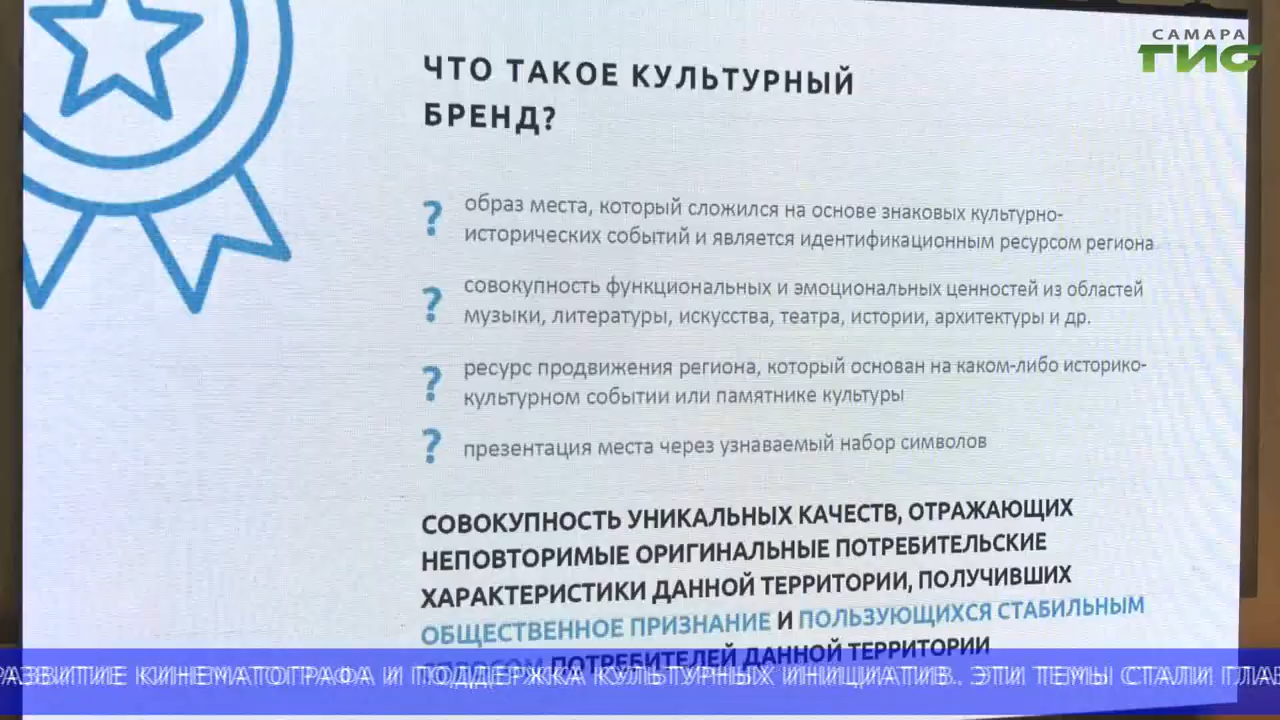 САМАРА
ГИС
ЧТО ТАКОЕ КУЛЬТУРНЫЙ
БРЕНД?
? образ места, который сложился на основе знаковых культурно-
исторических событий и является идентификационным ресурсом региона
? совокупность функциональных и эмоциональных ценностей из областей
музыки, литературы, искусства, театра, истории, архитектуры и др.
? ресурс продвижения региона, который основан на каком-либо историко-
культурном событии или памятнике культуры
? презентация места через узнаваемый набор символов
СОВОКУПНОСТЬ УНИКАЛЬНЫХ КАЧЕСТВ, ОТРАЖАЮЩИХ
НЕПОВТОРИМЫЕ ОРИГИНАЛЬНЫЕ ПОТРЕБИТЕЛЬСКИЕ
ХАРАКТЕРИСТИКИ ДАННОЙ ТЕРРИТОРИИ, ПОЛУЧИВШИХ
ОБЩЕСТВЕННОЕ ПРИЗНАНИЕ И ПОЛЬЗУЮЩИХСЯ СТАБИЛЬНЫМ
СПРОСОМ ПОТРЕБИТЕЛЕЙ ДАННОЙ ТЕРРИТОРИИ
РАЗВИТИЕ КИНЕМАТОГРАФА И ПОДДЕРЖКА КУЛЬТУРНЫХ ИНИЦИАТИВ. ЭТИ ТЕМЫ СТАЛИ ГЛАВ